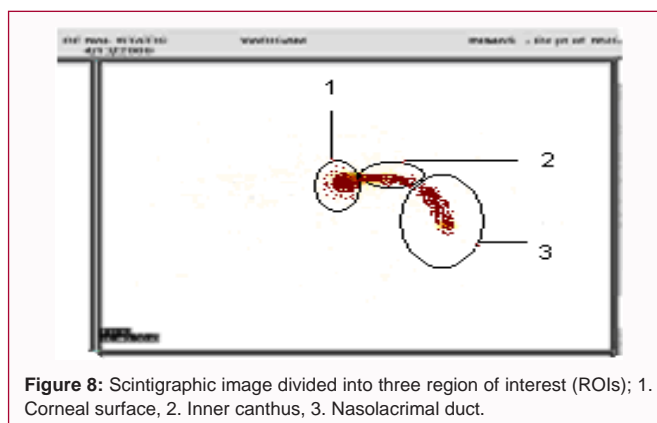 1
2
3
Figure 8: Scintigraphic image divided into three region of interest (ROIs); 1.
Corneal surface, 2. Inner canthus, 3. Nasolacrimal duct.